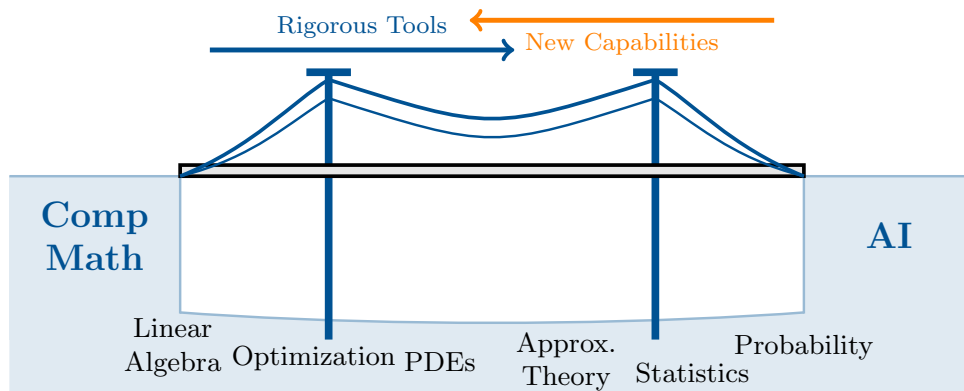 Rigorous Tools
New Capabilities
Comp
Math
AI
Linear
Algebra
Optimization
PDEs
Approx.
Theory
Statistics
Probability